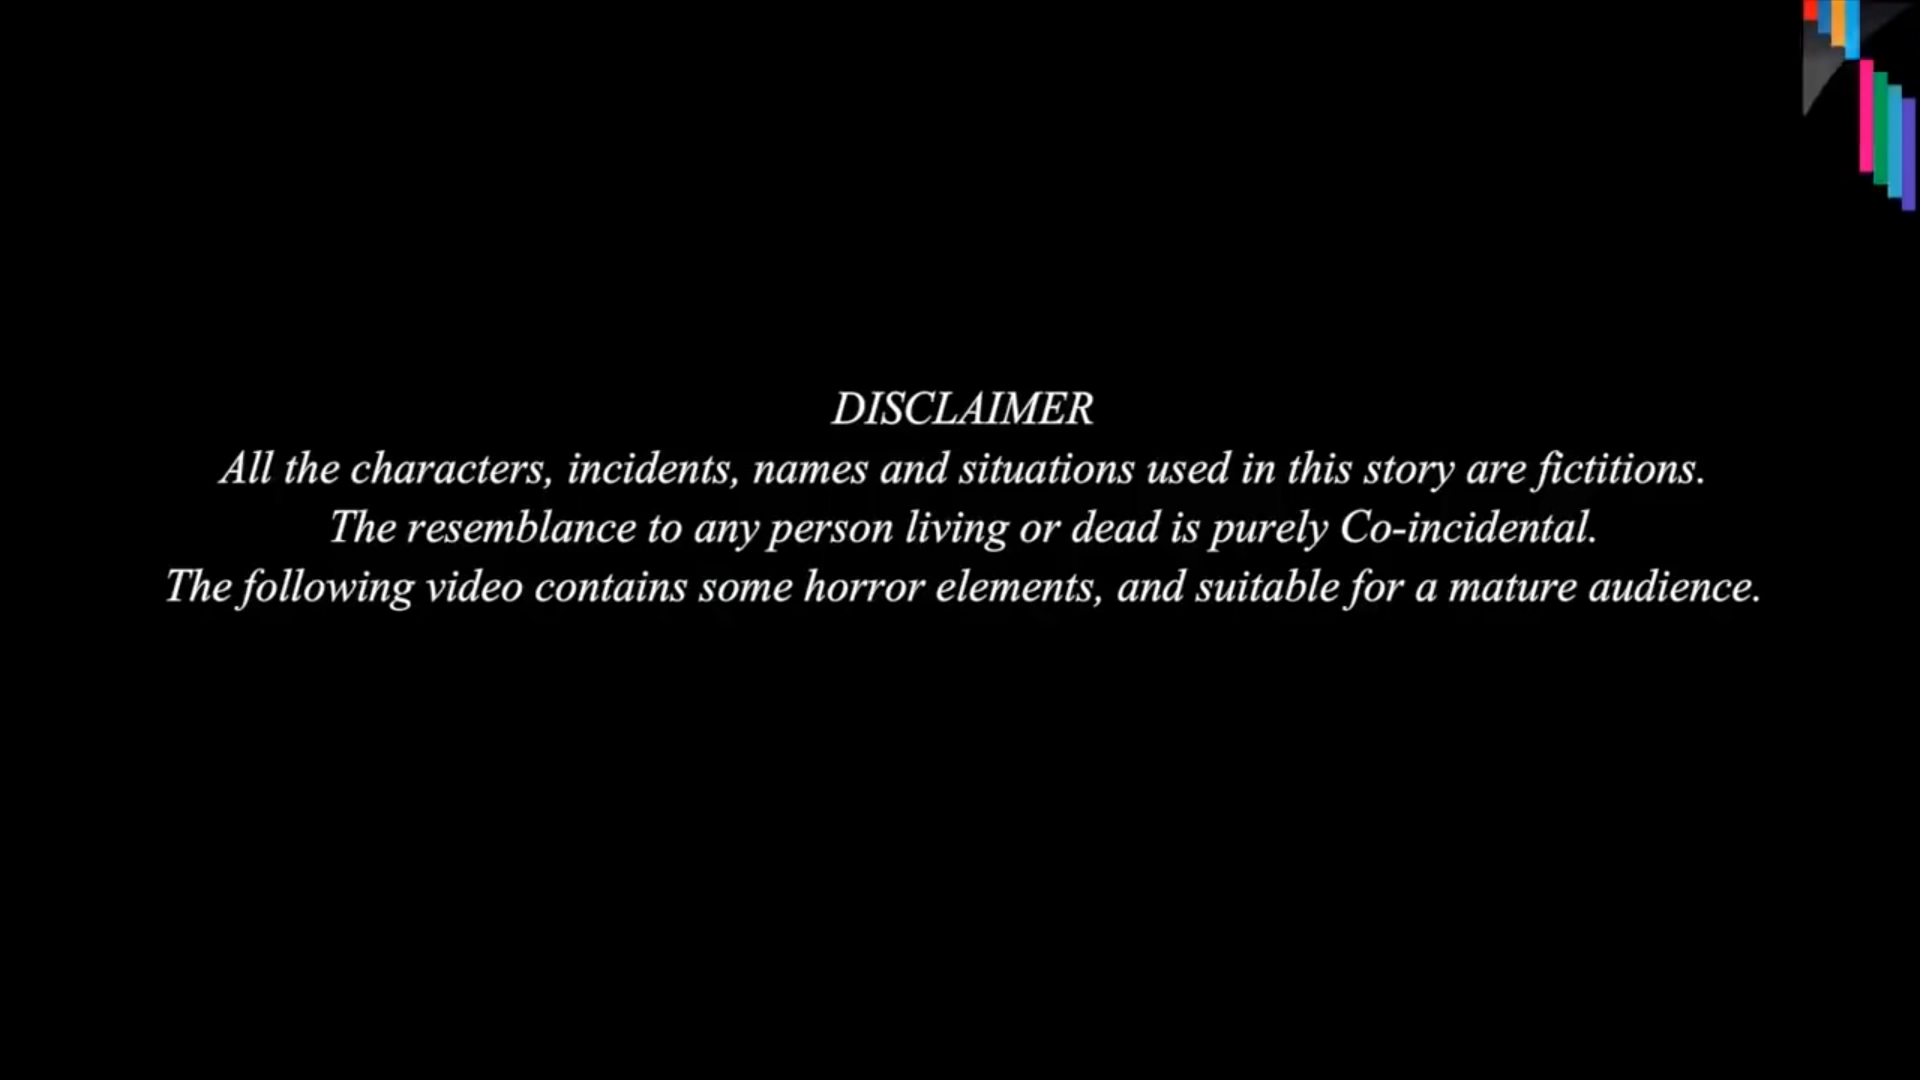 DISCLAIMER
All the characters, incidents, names and situations used in this story are fictitions.
The resemblance to any person living or dead is purely Co-incidental.
The following video contains some horror elements, and suitable for a mature audience.